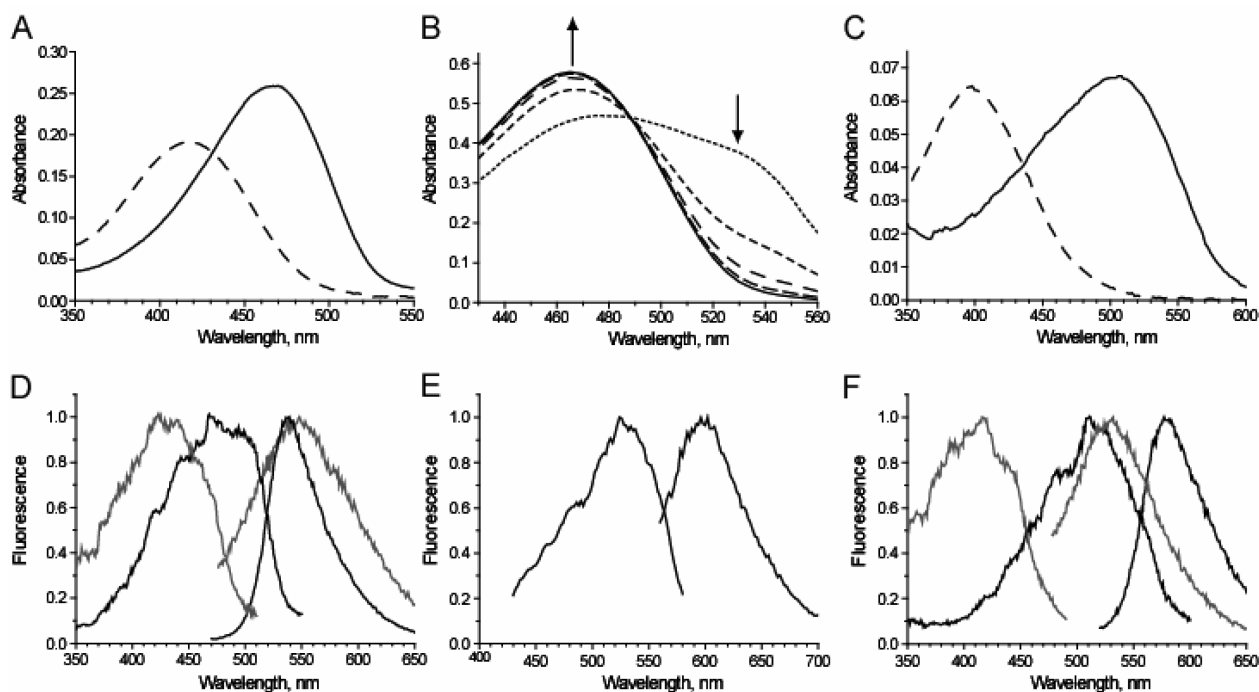 A
Absorbance
0.30
0.25
0.20
0.15
0.10
0.05
0.00
350 400 450 500 550
Wavelength, nm
B
Absorbance
0.6
0.5
0.4
0.3
0.2
0.1
0.0
440 460 480 500 520 540 560
Wavelength, nm
C
Absorbance
0.07
0.06
0.05
0.04
0.03
0.02
0.01
0.00
350 400 450 500 550 600
Wavelength, nm
D
Fluorescence
1.0
0.8
0.6
0.4
0.2
0.0
350 400 450 500 550 600 650
Wavelength, nm
E
Fluorescence
1.0
0.8
0.6
0.4
0.2
0.0
400 450 500 550 600 650 700
Wavelength, nm
F
Fluorescence
1.0
0.8
0.6
0.4
0.2
0.0
350 400 450 500 550 600 650
Wavelength, nm